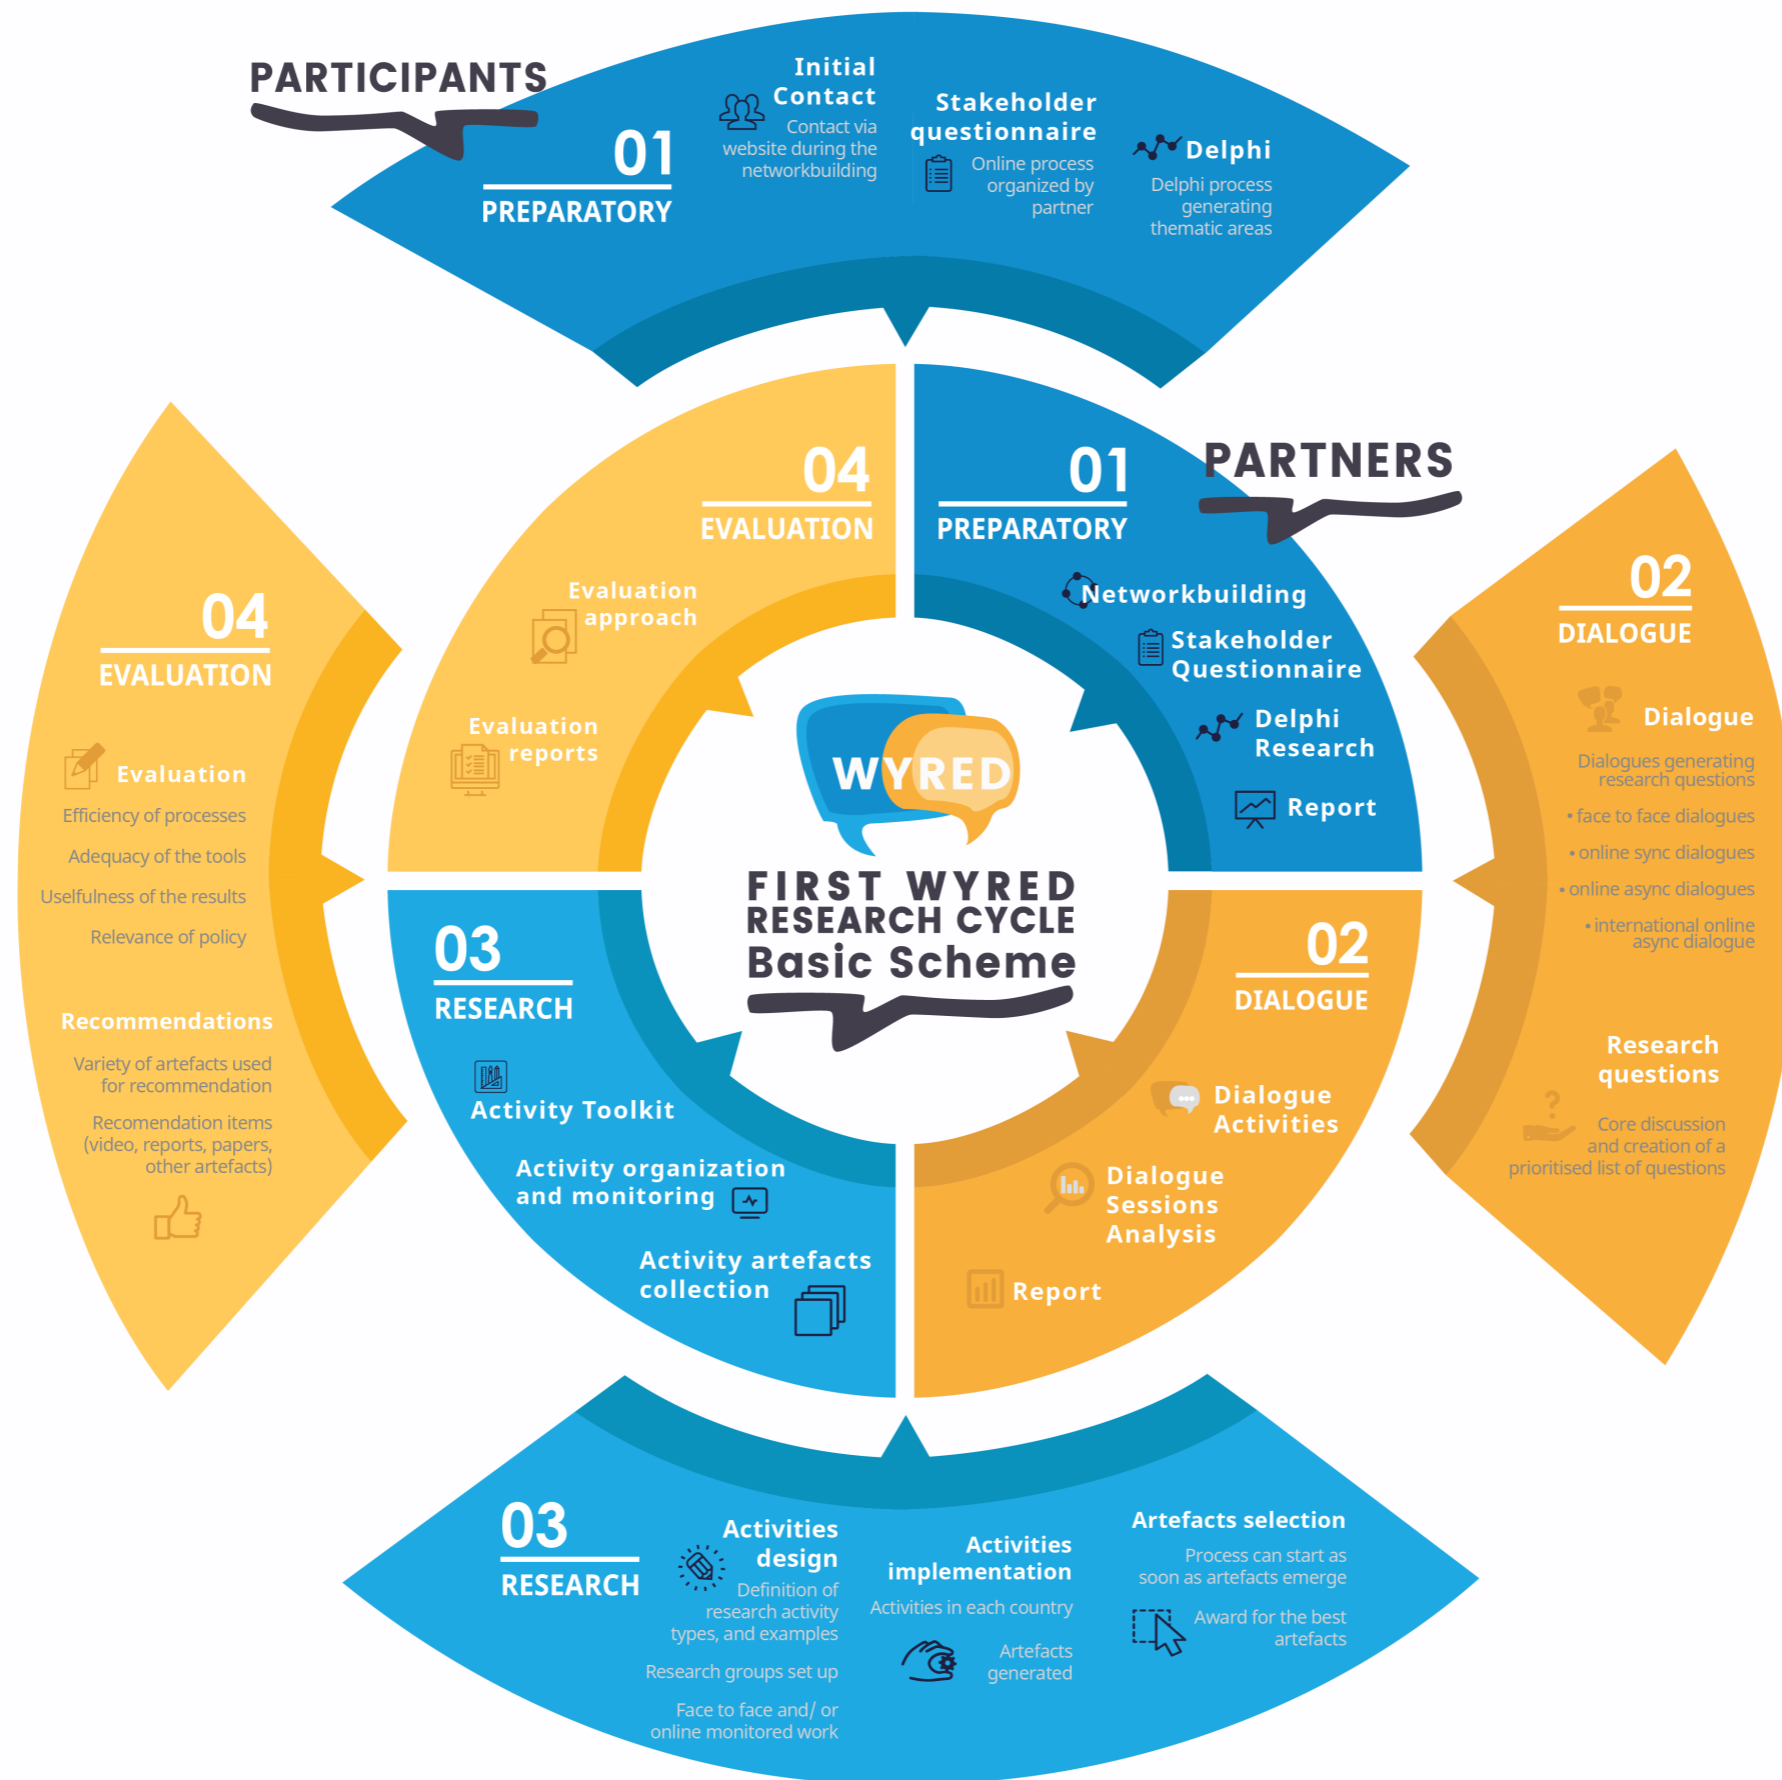 PARTICIPANTS
01
PREPARATORY
Initial
Contact
Contact via
website during the
networkbuilding
Stakeholder
questionnaire
Online process
organized by
partner
Delphi
Delphi process
generating
thematic areas
PARTNERS
04
EVALUATION
Evaluation
approach
Evaluation
reports
01
PREPARATORY
Networkbuilding
Stakeholder
Questionnaire
Delphi
Research
Report
02
DIALOGUE
Dialogue
Dialogues generating
research questions
• face to face dialogues
• online sync dialogues
• online async dialogues
• international online
async dialogue
Research
questions
Core discussion
and creation of a
prioritised list of questions
04
EVALUATION
Evaluation
Efficiency of processes
Adequacy of the tools
Uselfulness of the results
Relevance of policy
Recommendations
Variety of artefacts used
for recommendation
Recomendation items
(video, reports, papers,
other artefacts)
WYRED
FIRST WYRED
RESEARCH CYCLE
Basic Scheme
03
RESEARCH
Activity Toolkit
Activity organization
and monitoring
Activity artefacts
collection
02
DIALOGUE
Dialogue
Activities
Dialogue
Sessions
Analysis
Report
03
RESEARCH
Activities
design
Definition of
research activity
types, and examples
Research groups set up
Face to face and/ or
online monitored work
Activities
implementation
Activities in each country
Artefacts
generated
Artefacts selection
Process can start as
soon as artefacts emerge
Award for the best
artefacts